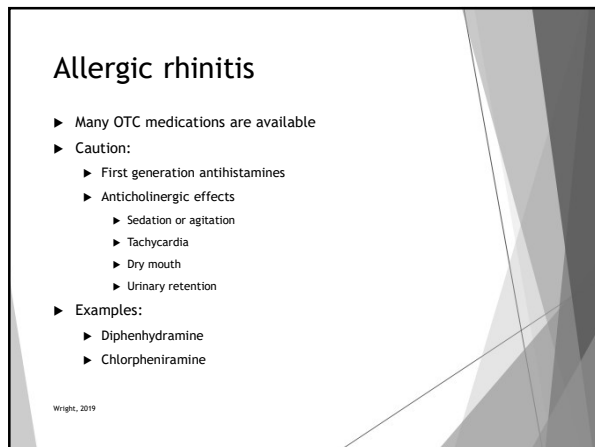 Allergic rhinitis
▶ Many OTC medications are available
▶ Caution:
▶ First generation antihistamines
▶ Anticholinergic effects
▶ Sedation or agitation
▶ Tachycardia
▶ Dry mouth
▶ Urinary retention
▶ Examples:
▶ Diphenhydramine
▶ Chlorpheniramine
Wright, 2019